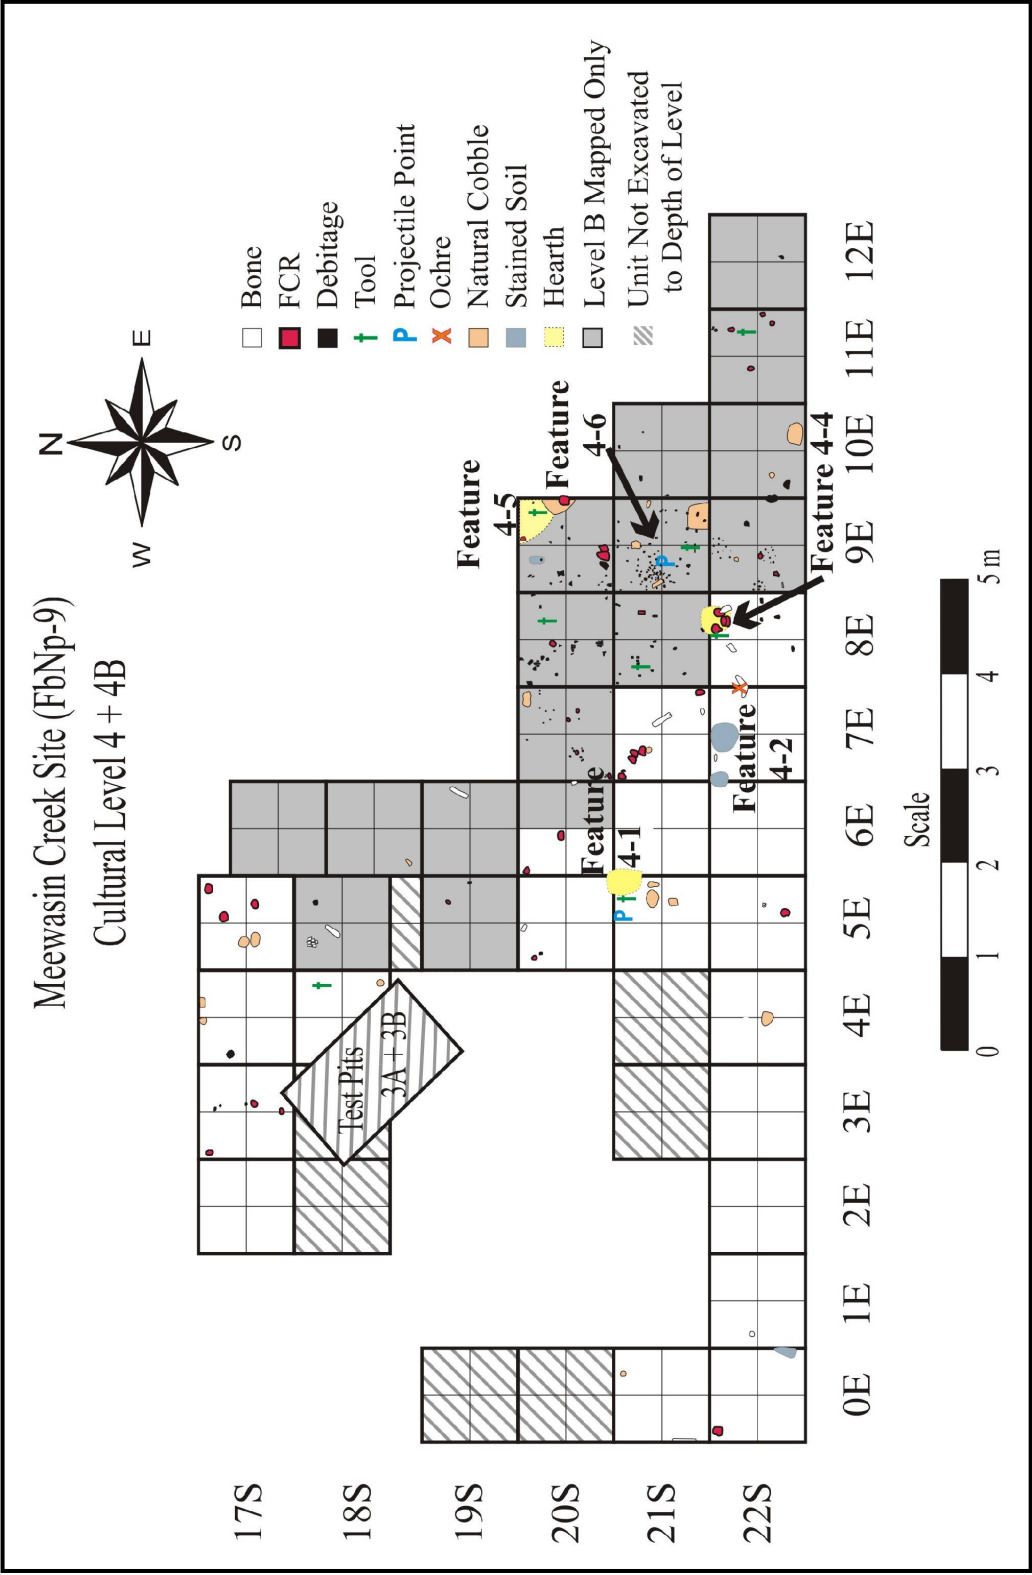 Meewasin Creek Site (FbNp-9)
Cultural Level 4 + 4B
N
E
S
W
Bone
FCR
Debitage
Tool
P Projectile Point
X Ochre
Natural Cobble
Stained Soil
Hearth
Level B Mapped Only
Unit Not Excavated
to Depth of Level
17S
18S
19S
20S
21S
22S
Test Pits
3A + 3B
Feature
4-5
Feature
4-6
Feature
4-1
P
P
Feature
4-2
X
Feature 4-4
0E
1E
2E
3E
4E
5E
6E
7E
8E
9E
10E
11E
12E
Scale
0
1
2
3
4
5 m